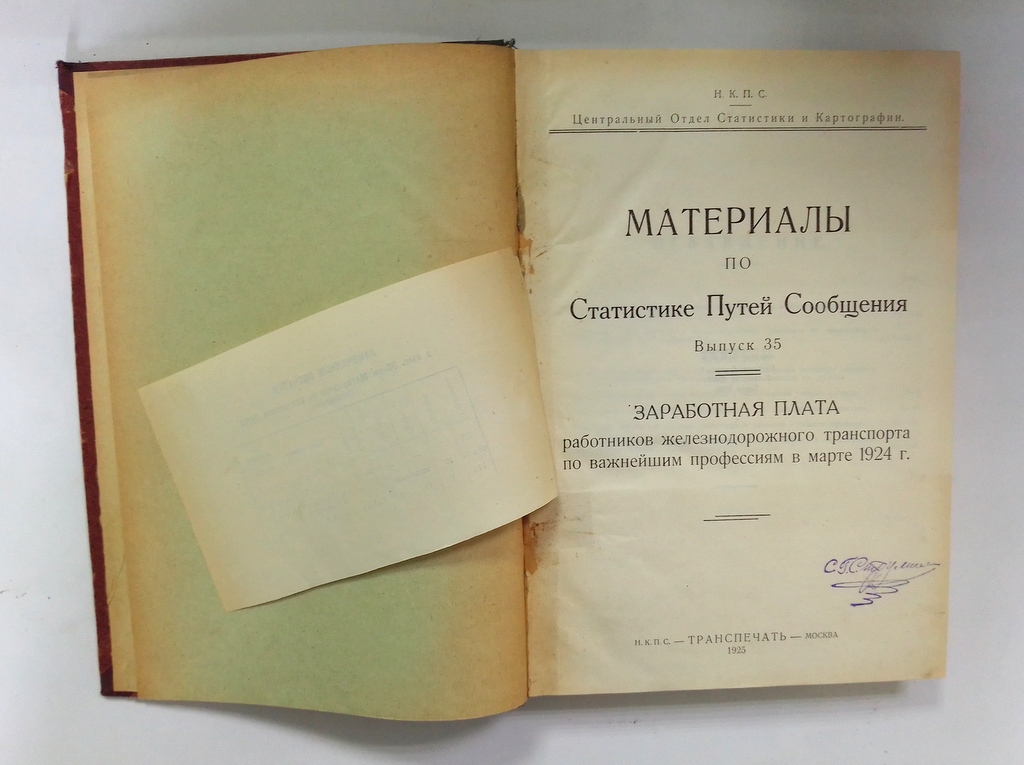 Н. К. П. С.
Центральный Отдел Статистики и Картографии.
МАТЕРИАЛЫ
ПО
Статистике Путей Сообщения
Выпуск 35
ЗАРАБОТНАЯ ПЛАТА
работников железнодорожного транспорта
по важнейшим профессиям в марте 1924 г.
Н. К. П. С. — ТРАНСПЕЧАТЬ — МОСКВА
1925